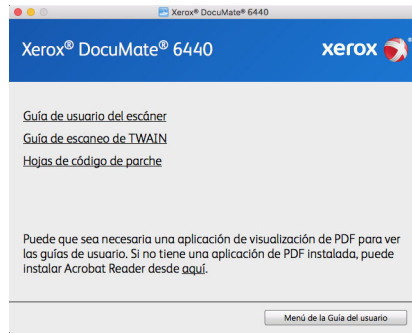 Xerox® DocuMate® 6440
Xerox® DocuMate® 6440
xerox
Guía de usuario del escáner
Guía de escaneo de TWAIN
Hojas de código de parche
Puede que sea necesaria una aplicación de visualización de PDF para ver
las guías de usuario. Si no tiene una aplicación de PDF instalada, puede
instalar Acrobat Reader desde aquí.
Menú de la Guía del usuario